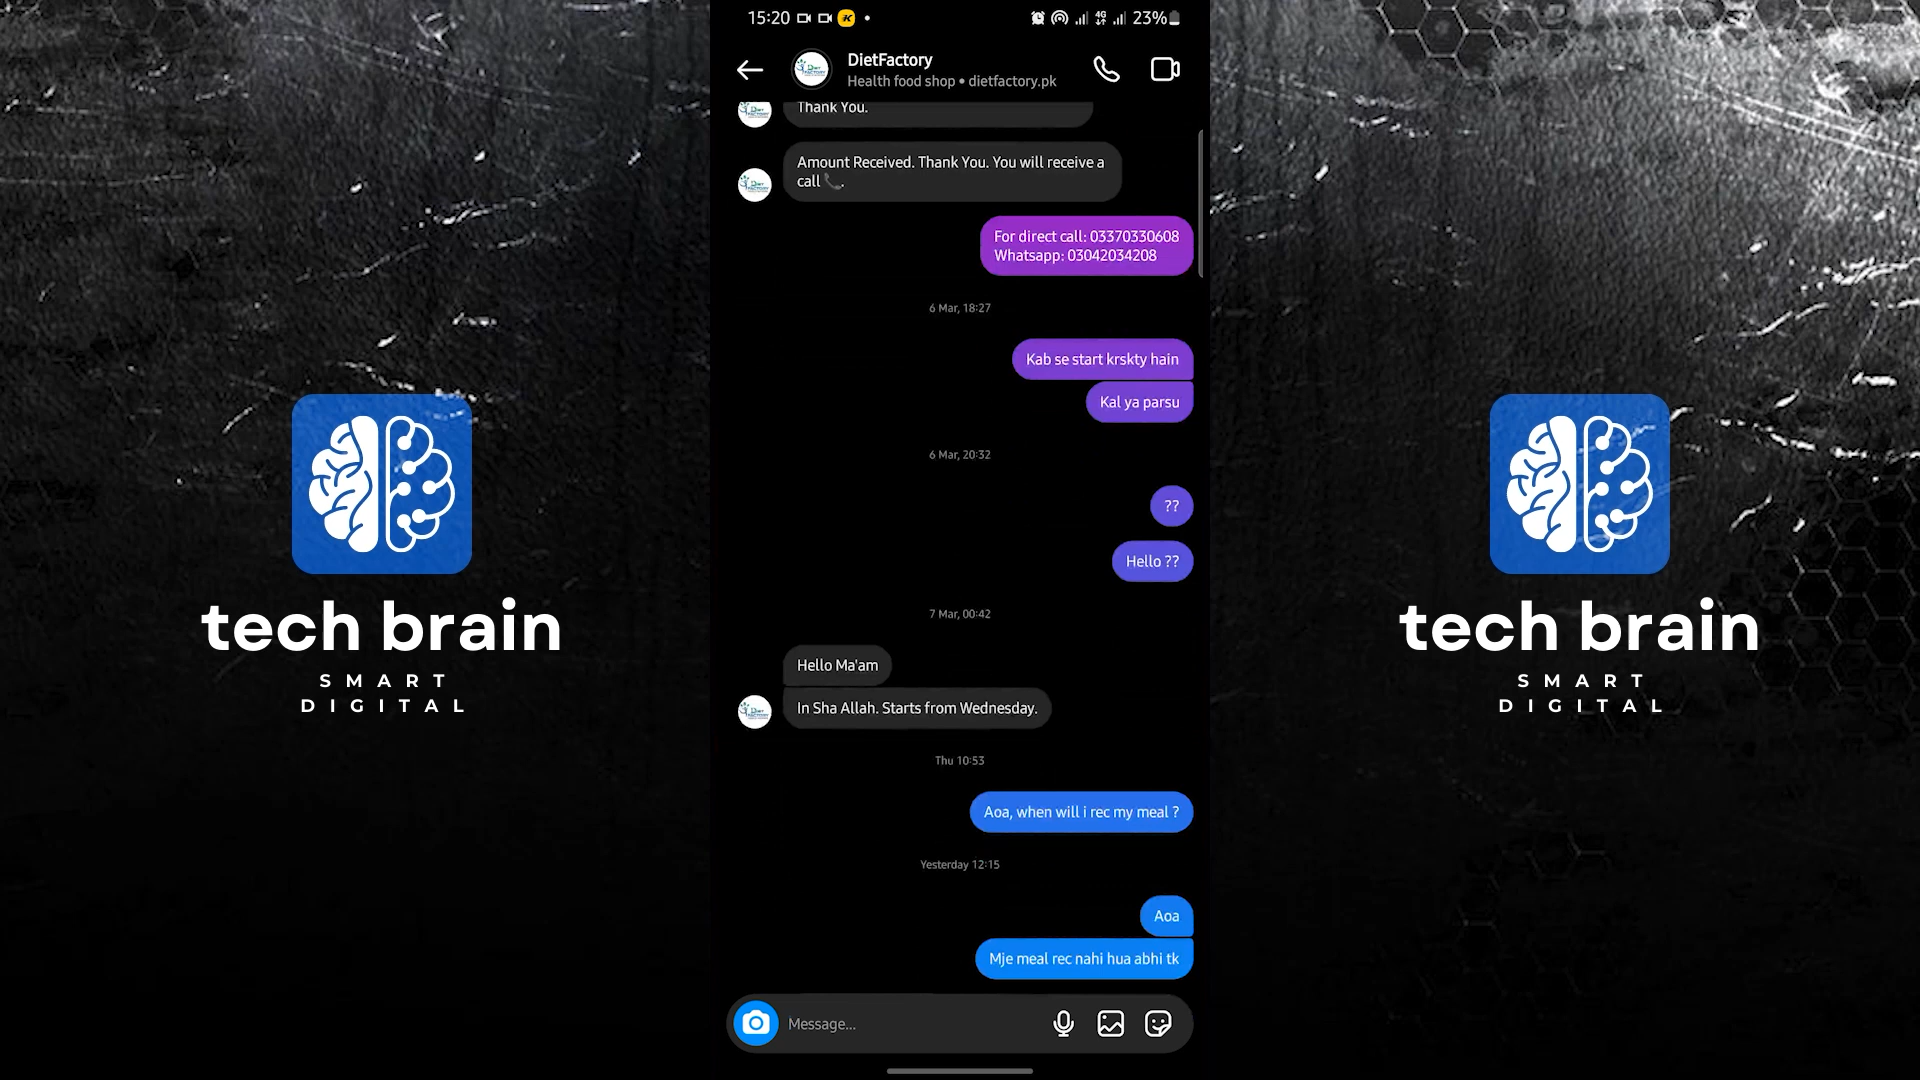 15:20
4G
23%
DietFactory
Health food shop • dietfactory.pk
Thank You.
Amount Received. Thank You. You will receive a
call 📞.
For direct call: 03370330608
Whatsapp: 03042034208
6 Mar, 18:27
Kab se start krskty hain
Kal ya parsu
6 Mar, 20:32
??
Hello ??
7 Mar, 00:42
Hello Ma'am
In Sha Allah. Starts from Wednesday.
Thu 10:53
Aoa, when will i rec my meal ?
Yesterday 12:15
Aoa
Mje meal rec nahi hua abhi tk
Message...
tech brain
SMART
DIGITAL
tech brain
SMART
DIGITAL